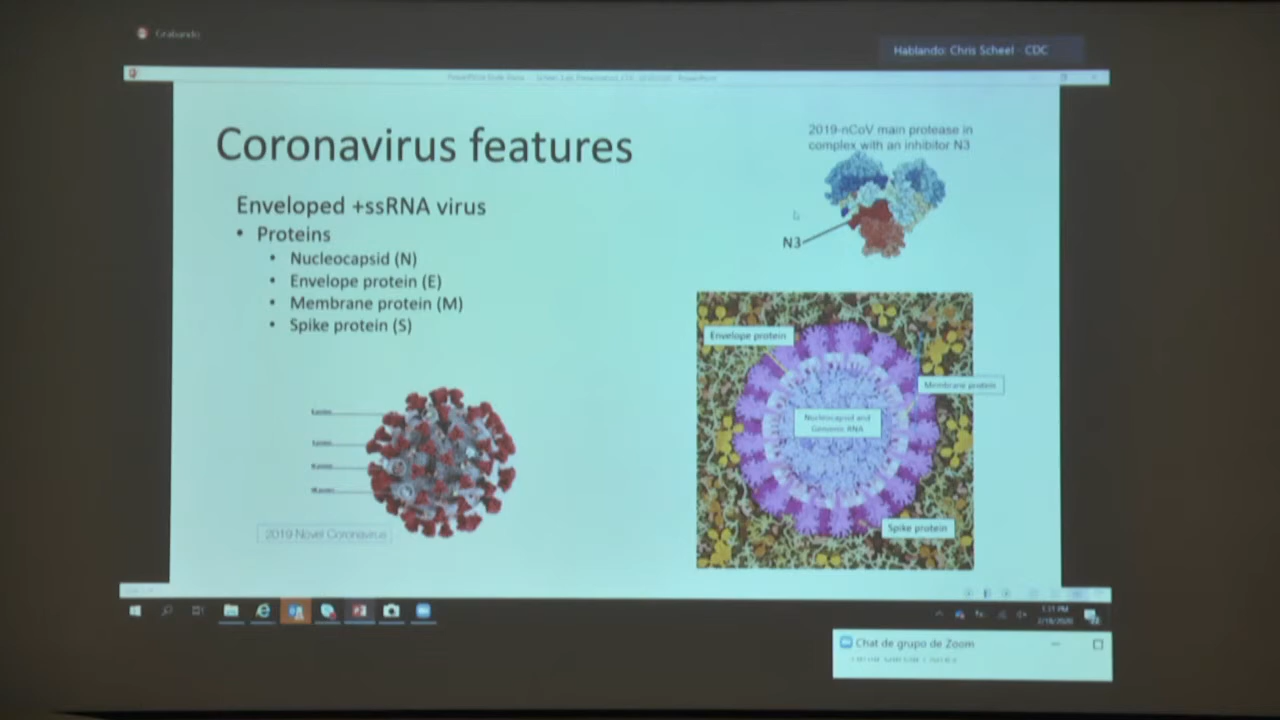 Grabando
Hablando: Chris Scheel - CDC
Coronavirus features
2019-nCoV main protease in
complex with an inhibitor N3
Enveloped +ssRNA virus
• Proteins
• Nucleocapsid (N)
• Envelope protein (E)
• Membrane protein (M)
• Spike protein (S)
N3
Envelope protein
Membrane protein
Nucleocapsid and
Genomic RNA
Spike protein
2019 Novel Coronavirus
Chat de grupo de Zoom